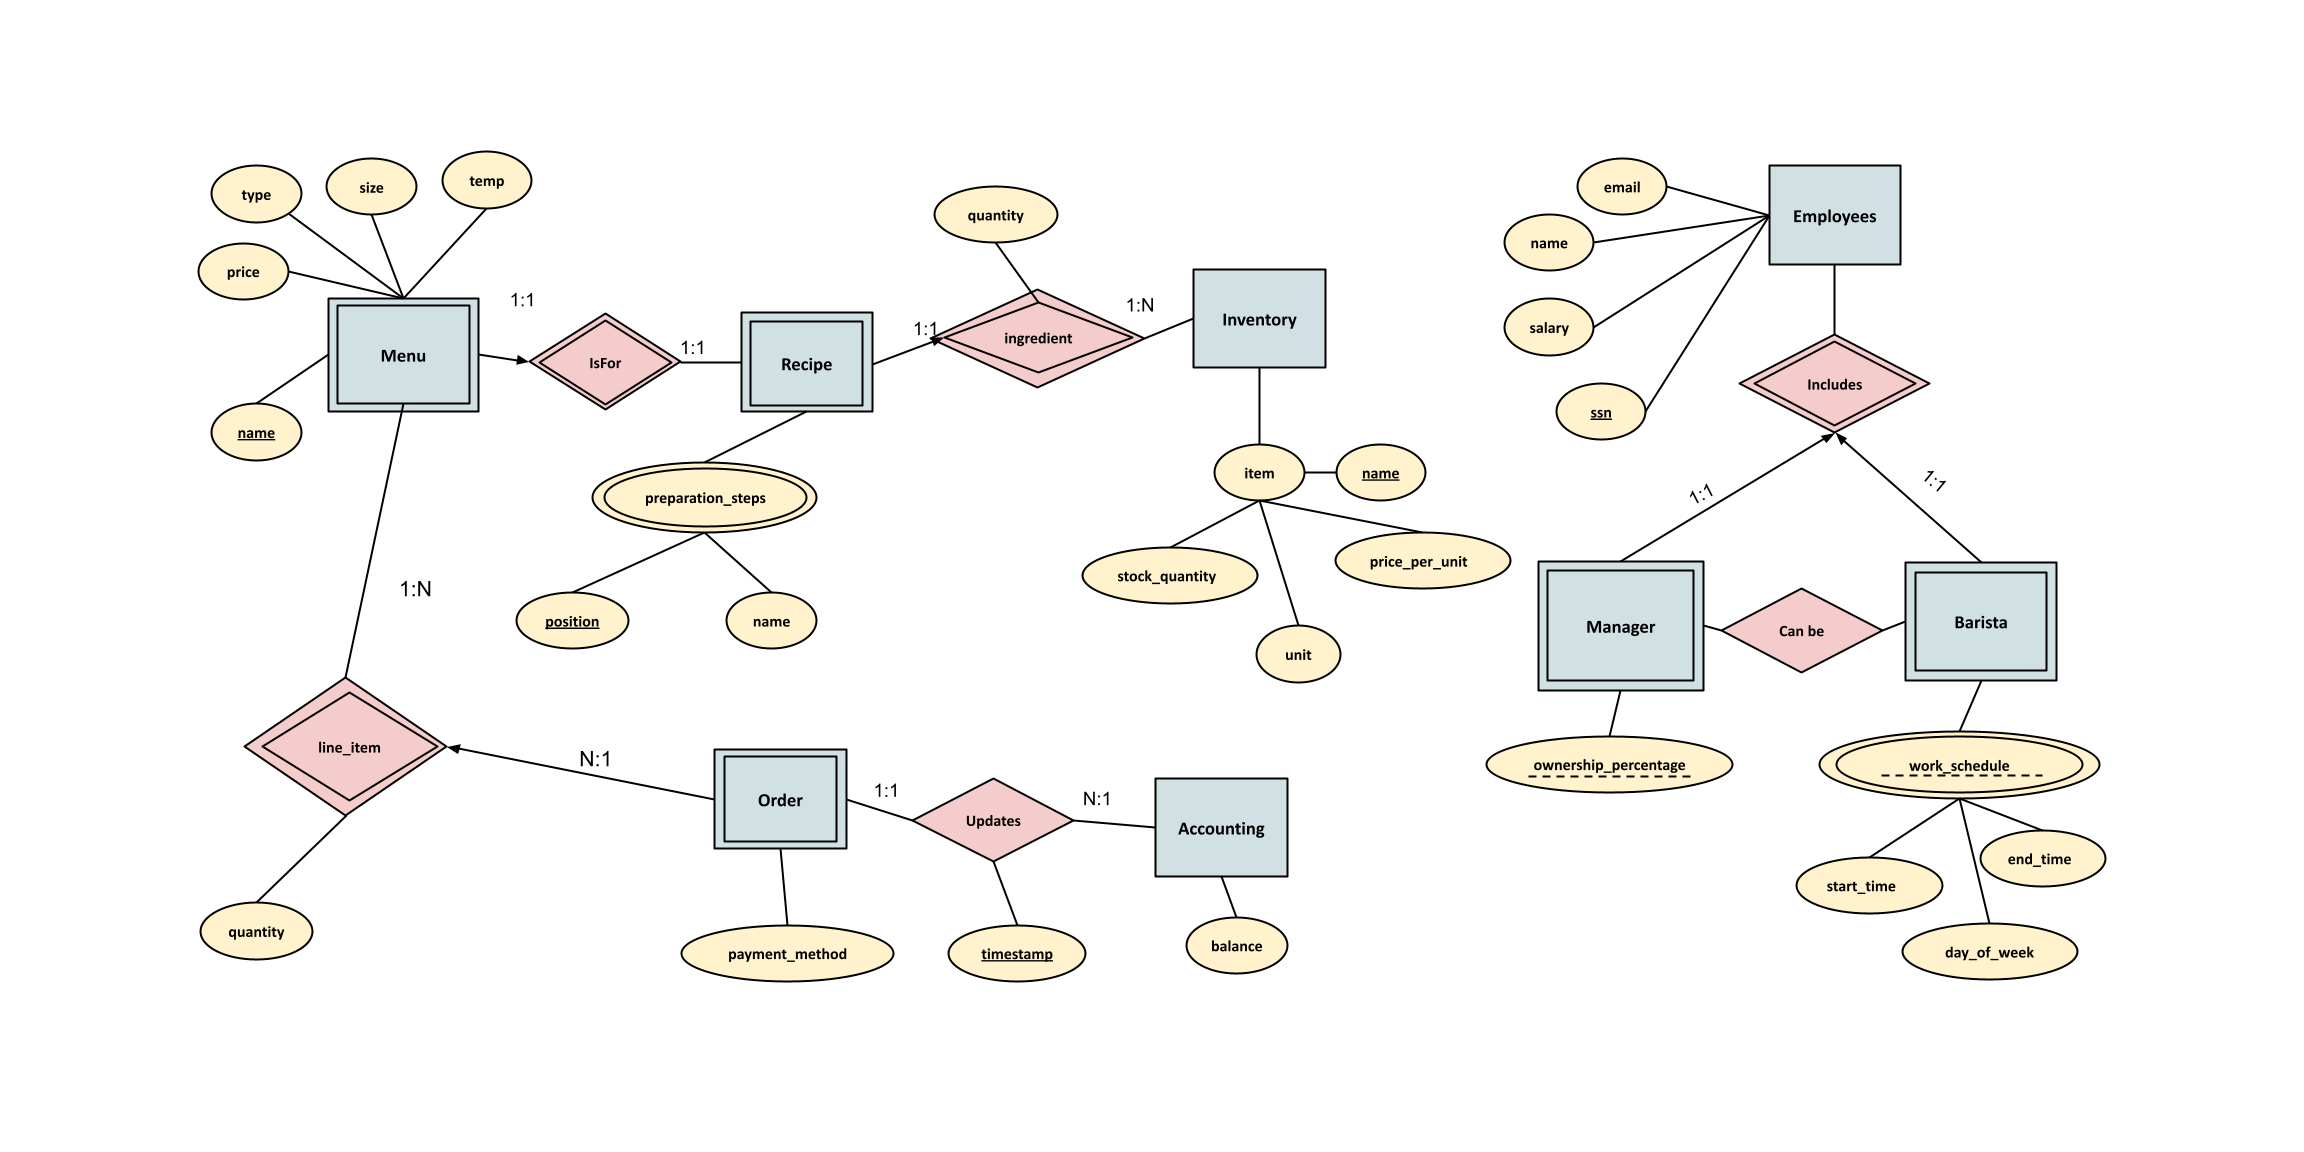 type
size
temp
price
Menu
name
1:1
IsFor
1:1
Recipe
preparation_steps
position
name
quantity
1:1
ingredient
1:N
Inventory
item
name
stock_quantity
price_per_unit
unit
1:N
line_item
quantity
N:1
Order
payment_method
1:1
Updates
timestamp
N:1
Accounting
balance
email
name
salary
ssn
Employees
Includes
1:1
1:1
Manager
Can be
Barista
ownership_percentage
work_schedule
start_time
end_time
day_of_week